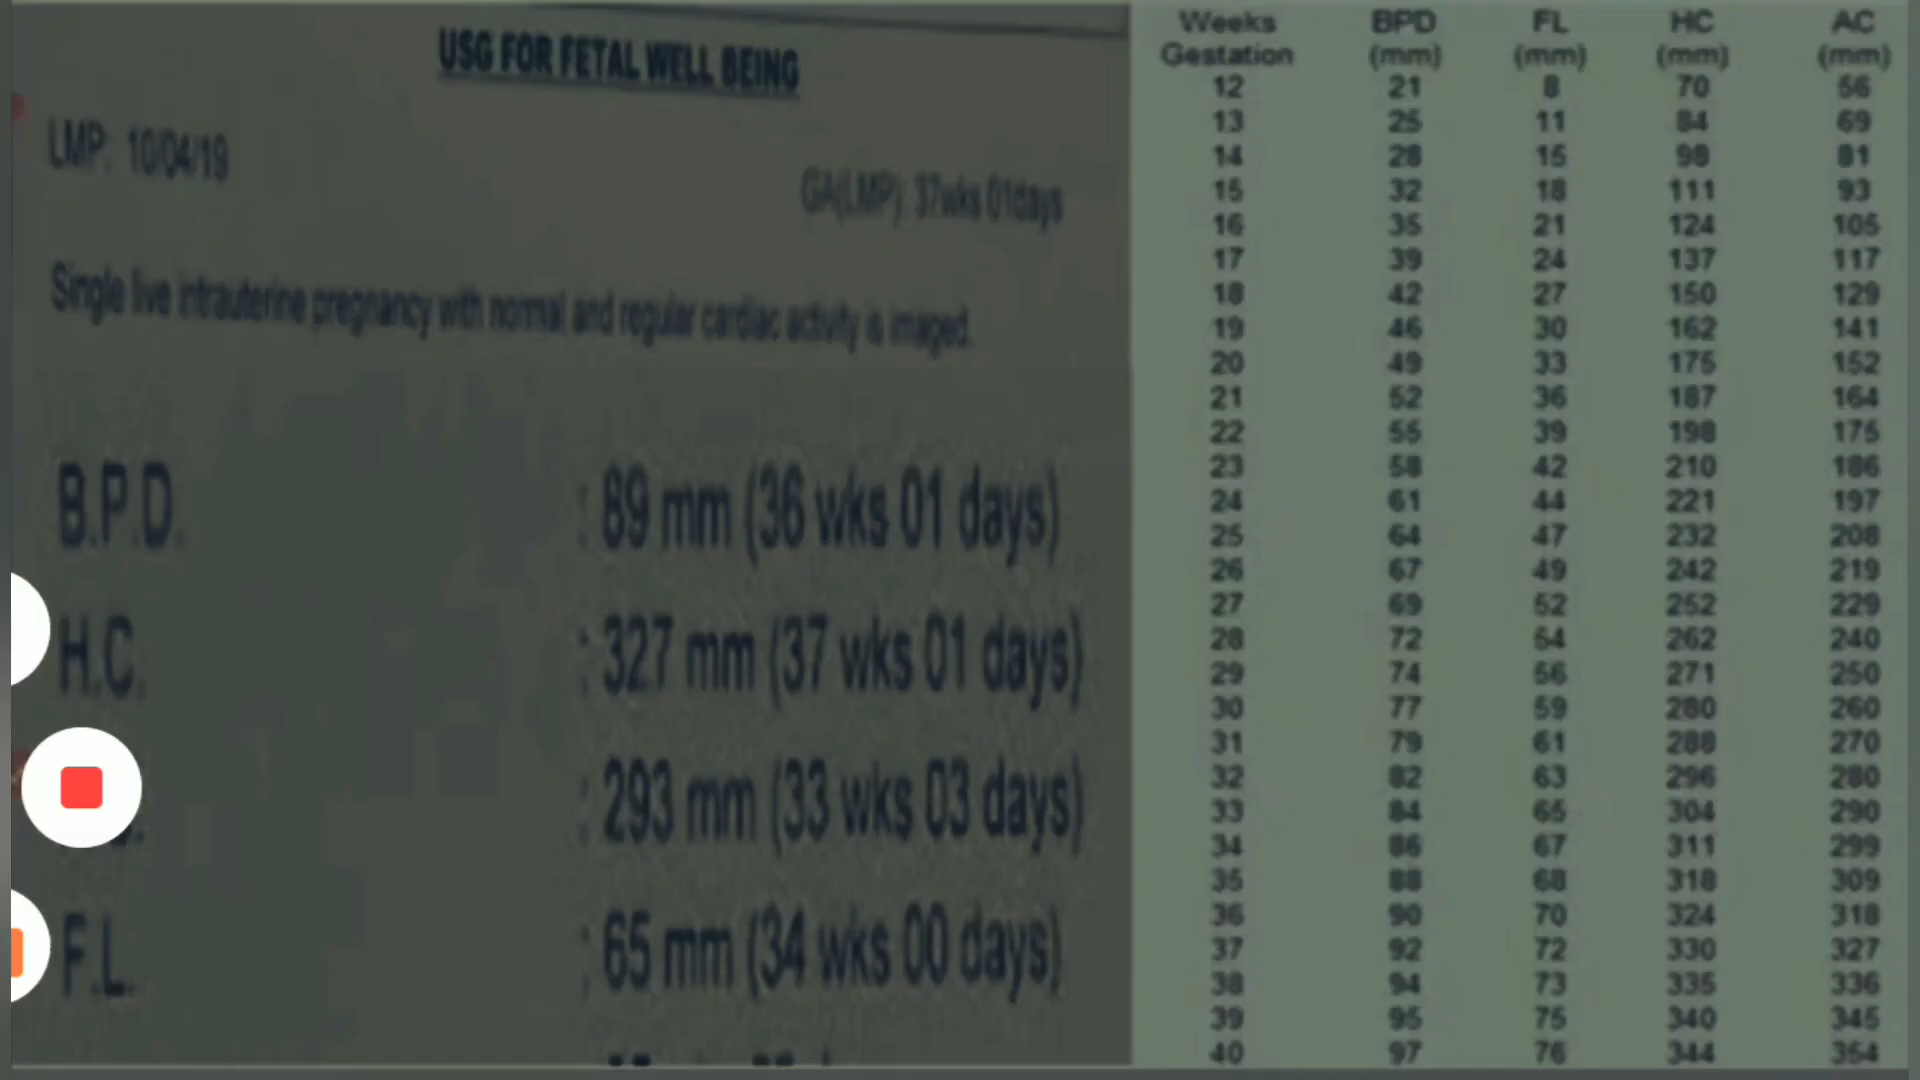 USG FOR FETAL WELL BEING
LMP: 10/04/19
GA(LMP): 37wks 01days
Single live intrauterine pregnancy with normal and regular cardiac activity is imaged.
B.P.D. : 89 mm (36 wks 01 days)
H.C. : 327 mm (37 wks 01 days)
: 293 mm (33 wks 03 days)
F.L. : 65 mm (34 wks 00 days)
Weeks Gestation BPD (mm) FL (mm) HC (mm) AC (mm)
12 21 8 70 56
13 25 11 84 69
14 28 15 98 81
15 32 18 111 93
16 35 21 124 105
17 39 24 137 117
18 42 27 150 129
19 46 30 162 141
20 49 33 175 152
21 52 36 187 164
22 55 39 198 175
23 58 42 210 186
24 61 44 221 197
25 64 47 232 208
26 67 49 242 219
27 69 52 252 229
28 72 54 262 240
29 74 56 271 250
30 77 59 280 260
31 79 61 288 270
32 82 63 296 280
33 84 65 304 290
34 86 67 311 299
35 88 68 318 309
36 90 70 324 318
37 92 72 330 327
38 94 73 335 336
39 95 75 340 345
40 97 76 344 354